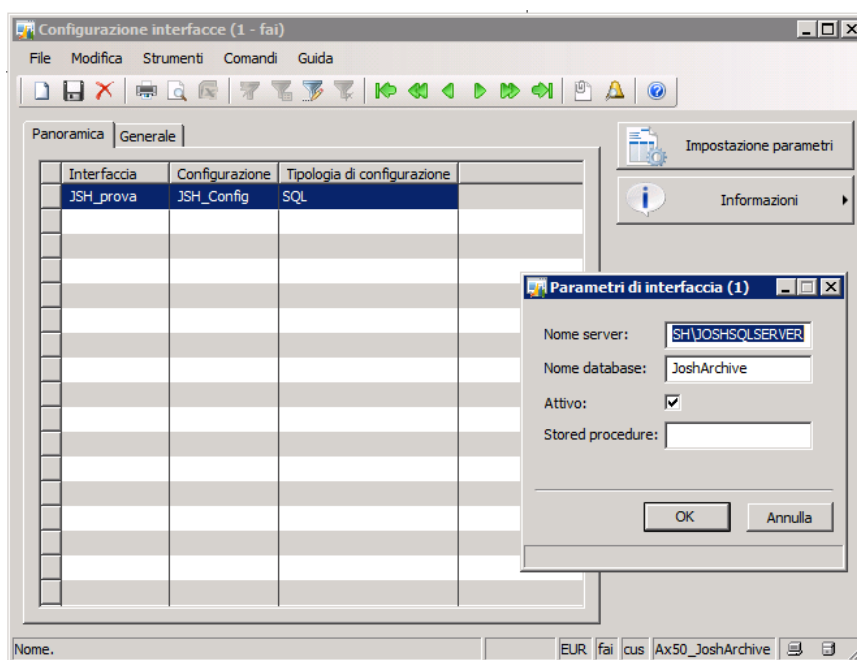 Configurazione interfacce (1 - fai)
File Modifica Strumenti Comandi Guida
Panoramica Generale
Impostazione parametri
Informazioni
Interfaccia Configurazione Tipologia di configurazione
JSH_prova JSH_Config SQL
Parametri di interfaccia (1)
Nome server: SH\JOSHSQLSERVER
Nome database: JoshArchive
Attivo:
Stored procedure:
OK Annulla
Nome. EUR fai cus Ax50_JoshArchive